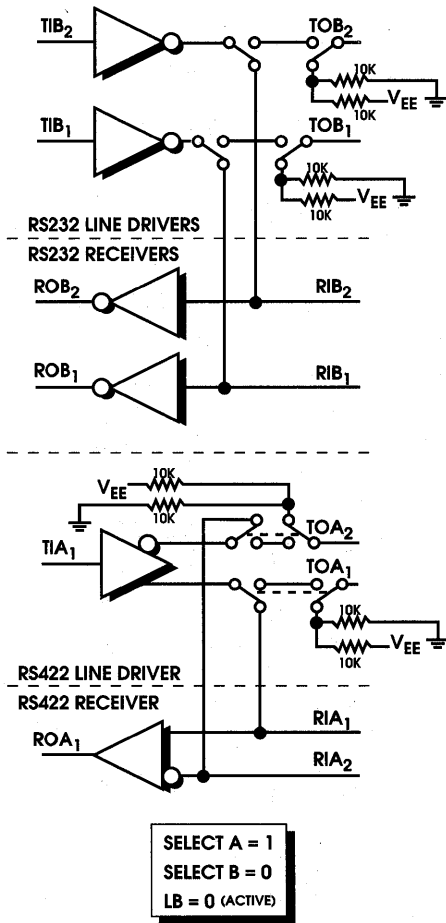 TIB2
TOB2
10K
VEE
10K
TIB1
TOB1
10K
VEE
10K
RS232 LINE DRIVERS
RS232 RECEIVERS
ROB2
RIB2
ROB1
RIB1
10K
VEE
10K
TOA2
TIA1
TOA1
10K
VEE
10K
RS422 LINE DRIVER
RS422 RECEIVER
RIA1
ROA1
RIA2
SELECT A = 1
SELECT B = 0
LB = 0 (ACTIVE)